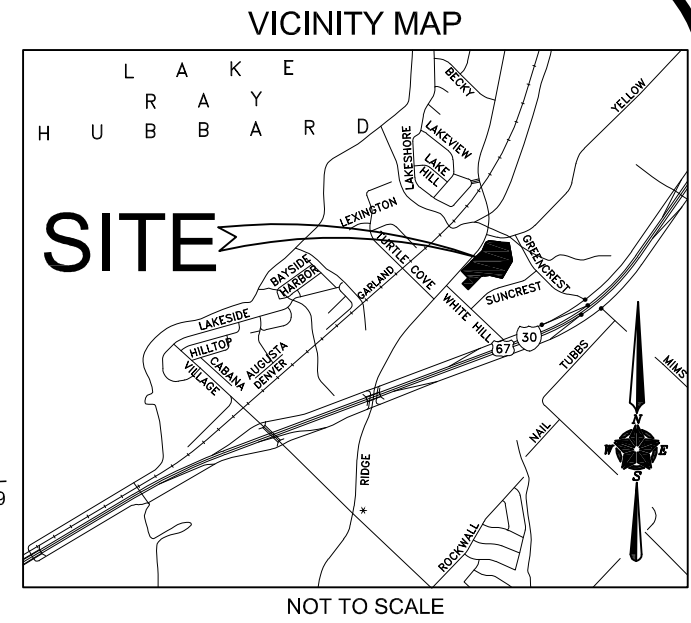 VICINITY MAP
L A K E
R A Y
H U B B A R D
BECKY
YELLOW
LAKEVIEW
LAKESHORE
LAKE
HILL
LEXINGTON
SITE
TURTLE COVE
GREENCREST
BAYSIDE
HARBOR
GARLAND
SUNCREST
WHITE HILL
LAKESIDE
30
67
HILLTOP
AUGUSTA
CABANA
DENVER
VILLAGE
TUBBS
MIMS
N
W E
S
NAIL
RIDGE
*
9
ROCKWALL
NOT TO SCALE